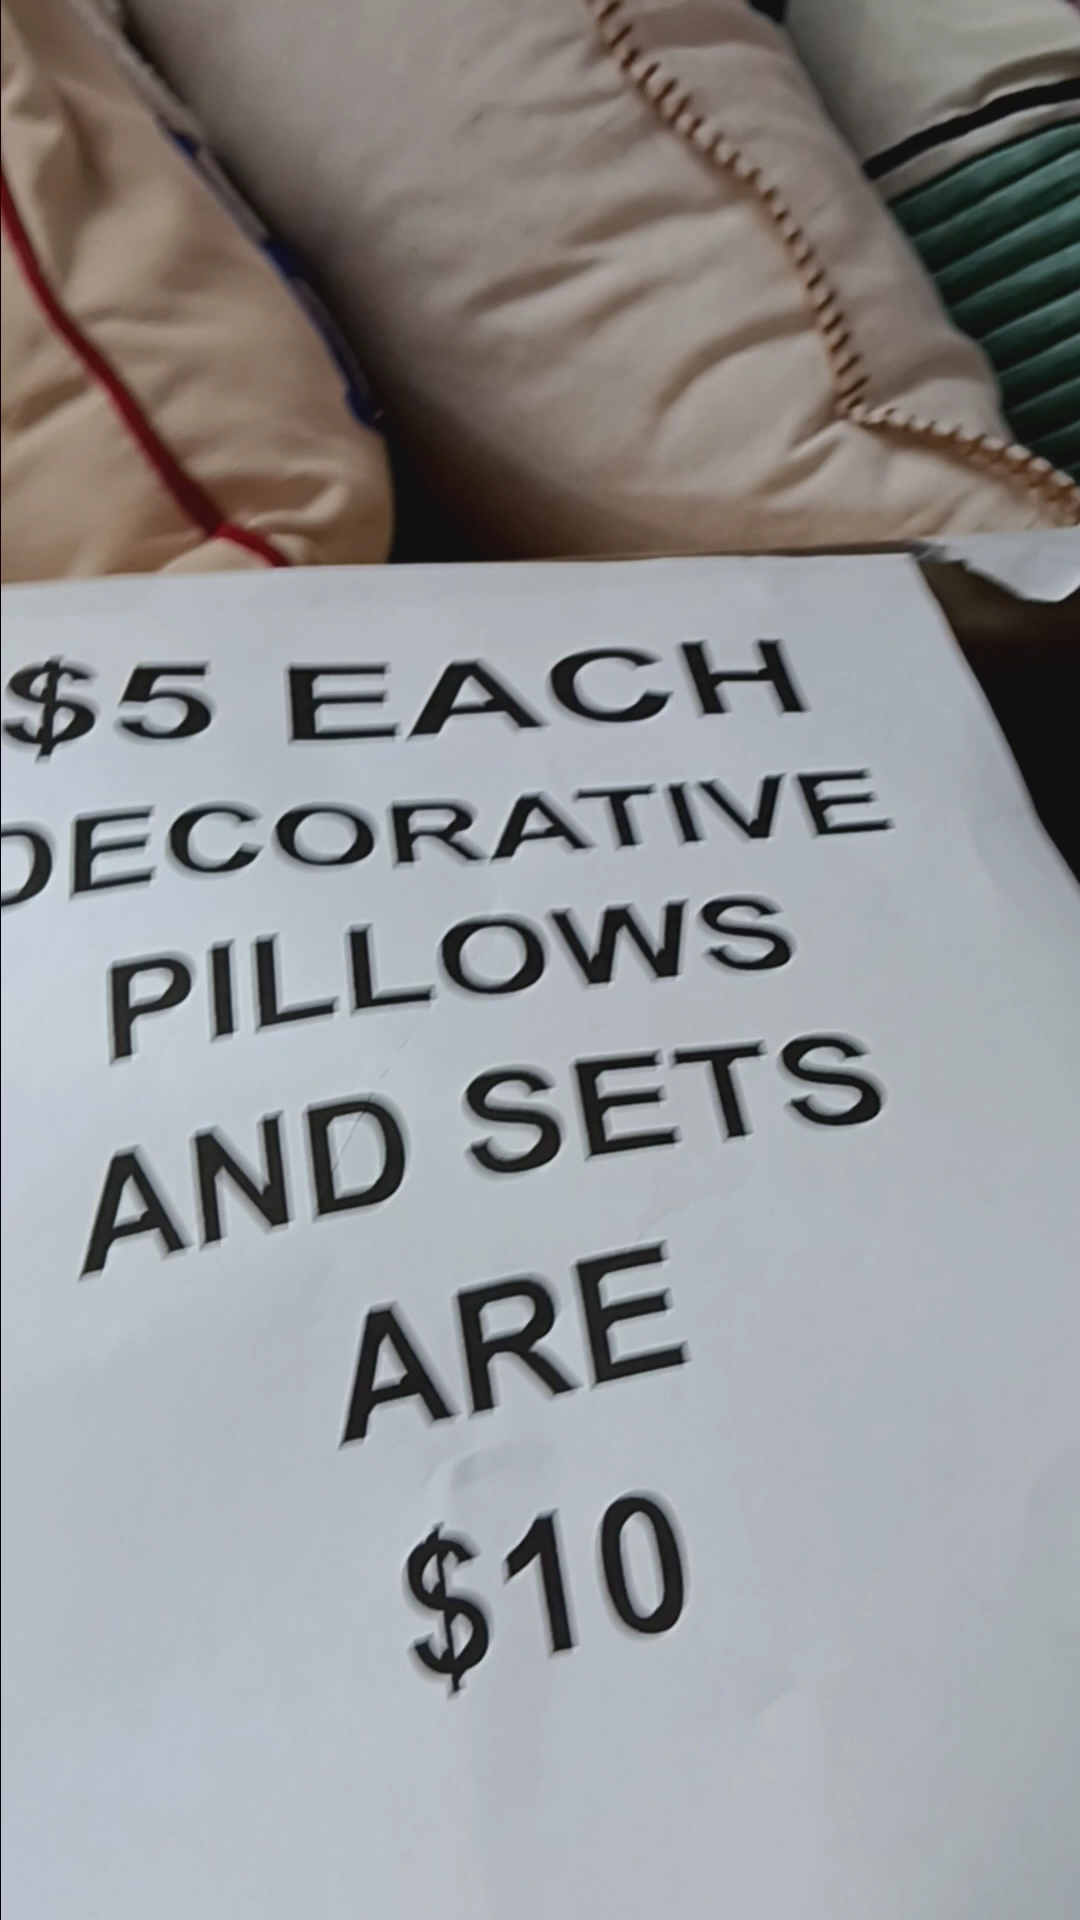 $5 EACH
DECORATIVE
PILLOWS
AND SETS
ARE
$10